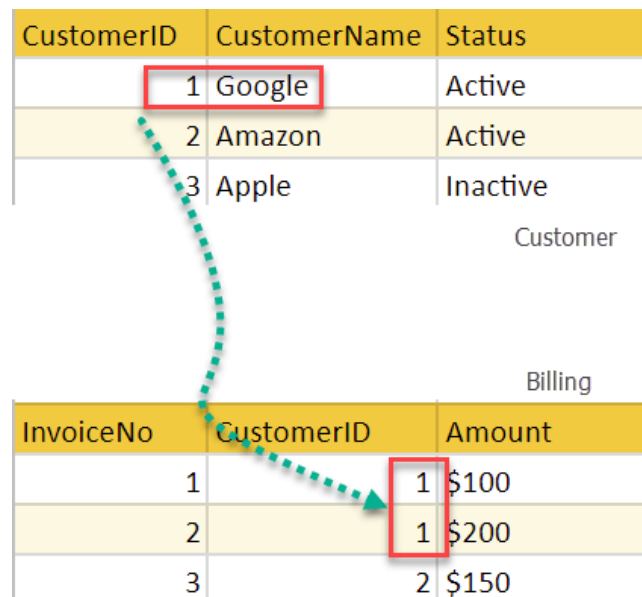 CustomerID CustomerName Status
1 Google Active
2 Amazon Active
3 Apple Inactive
Customer
Billing
InvoiceNo CustomerID Amount
1 1 $100
2 1 $200
3 2 $150